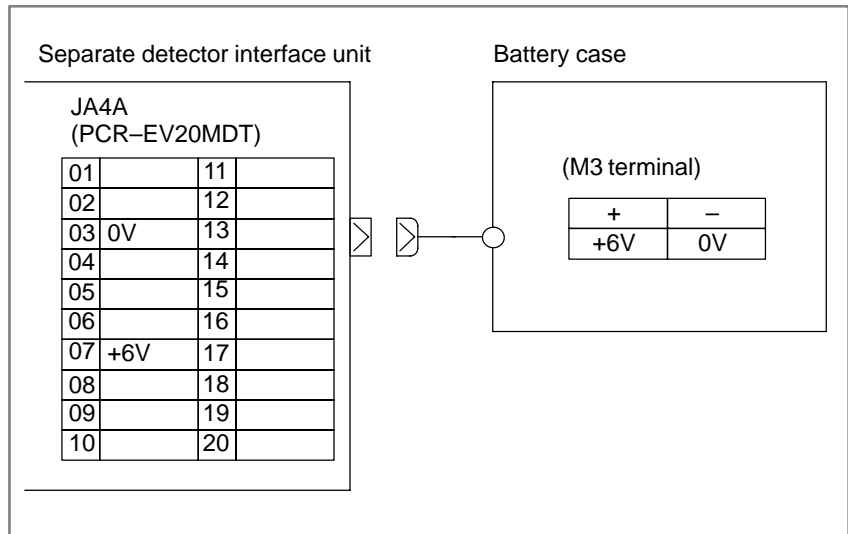 Separate detector interface unit
Battery case
JA4A
(PCR–EV20MDT)
01 11
02 12
03 0V 13
04 14
05 15
06 16
07 +6V 17
08 18
09 19
10 20
(M3 terminal)
+ –
+6V 0V